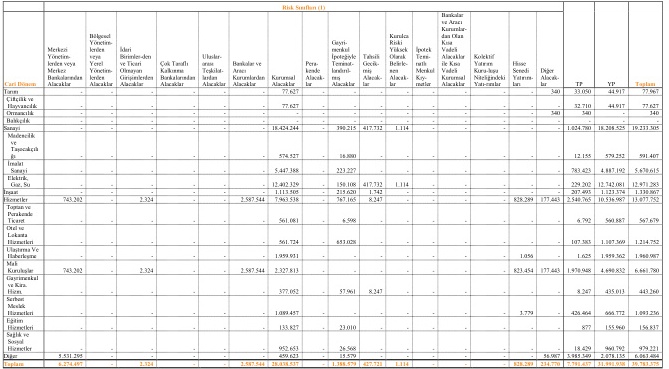 Risk Sınıfları (1)
Cari Dönem
Merkezi Yönetimlerden veya Merkez Bankalarından Alacaklar
Bölgesel Yönetimlerden veya Yerel Yönetimlerden Alacaklar
İdari Birimlerden ve Ticari Olmayan Girişimlerden Alacaklar
Çok Taraflı Kalkınma Bankalarından Alacaklar
Uluslararası Teşkilatlardan Alacaklar
Bankalar ve Aracı Kurumlardan Alacaklar
Kurumsal Alacaklar
Perakende Alacaklar
Gayrimenkul İpoteğiyle Teminatlandırılmış Alacaklar
Tahsili Gecikmiş Alacaklar
Kurulca Riski Yüksek Olarak Belirlenen Alacaklar
İpotek Teminatlı Menkul Kıymetler
Bankalar ve Aracı Kurumlardan Olan Kısa Vadeli Alacaklar ile Kısa Vadeli Kurumsal Alacaklar
Kolektif Yatırım Kuruluşu Niteliğindeki Yatırımlar
Hisse Senedi Yatırımları
Diğer Alacaklar
TP
YP
Toplam
Tarım - - - - - - 77.627 - - - - - - - - 340 33.050 44.917 77.967
Çiftçilik ve Hayvancılık - - - - - - 77.627 - - - - - - - - - 32.710 44.917 77.627
Ormancılık - - - - - - - - - - - - - - - 340 340 - 340
Balıkçılık - - - - - - - - - - - - - - - - - - -
Sanayi - - - - - - 18.424.244 - 390.215 417.732 1.114 - - - - - 1.024.780 18.208.525 19.233.305
Madencilik ve Taşocakçılığı - - - - - - 574.527 - 16.880 - - - - - - - 12.155 579.252 591.407
İmalat Sanayi - - - - - - 5.447.388 - 223.227 - - - - - - - 783.423 4.887.192 5.670.615
Elektrik, Gaz, Su - - - - - - 12.402.329 - 150.108 417.732 1.114 - - - - - 229.202 12.742.081 12.971.283
İnşaat - - - - - - 1.113.505 - 215.620 1.742 - - - - - - 207.493 1.123.374 1.330.867
Hizmetler 743.202 - 2.324 - - 2.587.544 7.963.538 - 767.165 8.247 - - - - 828.289 177.443 2.540.765 10.536.987 13.077.752
Toptan ve Perakende Ticaret - - - - - - 561.081 - 6.598 - - - - - - - 6.792 560.887 567.679
Otel ve Lokanta Hizmetleri - - - - - - 561.724 - 653.028 - - - - - - - 107.383 1.107.369 1.214.752
Ulaştırma Ve Haberleşme - - - - - - 1.959.931 - - - - - - - 1.056 - 1.625 1.959.362 1.960.987
Mali Kuruluşlar 743.202 - 2.324 - - 2.587.544 2.327.813 - - - - - - - 823.454 177.443 1.970.948 4.690.832 6.661.780
Gayrimenkul ve Kira. Hizm. - - - - - - 377.052 - 57.961 8.247 - - - - - - 8.247 435.013 443.260
Serbest Meslek Hizmetleri - - - - - - 1.089.457 - - - - - - - 3.779 - 426.464 666.772 1.093.236
Eğitim Hizmetleri - - - - - - 133.827 - 23.010 - - - - - - - 877 155.960 156.837
Sağlık ve Sosyal Hizmetler - - - - - - 952.653 - 26.568 - - - - - - - 18.429 960.792 979.221
Diğer 5.531.295 - - - - - 459.623 - 15.579 - - - - - - 56.987 3.985.349 2.078.135 6.063.484
Toplam 6.274.497 - 2.324 - - 2.587.544 28.038.537 - 1.388.579 427.721 1.114 - - - 828.289 234.770 7.791.437 31.991.938 39.783.375